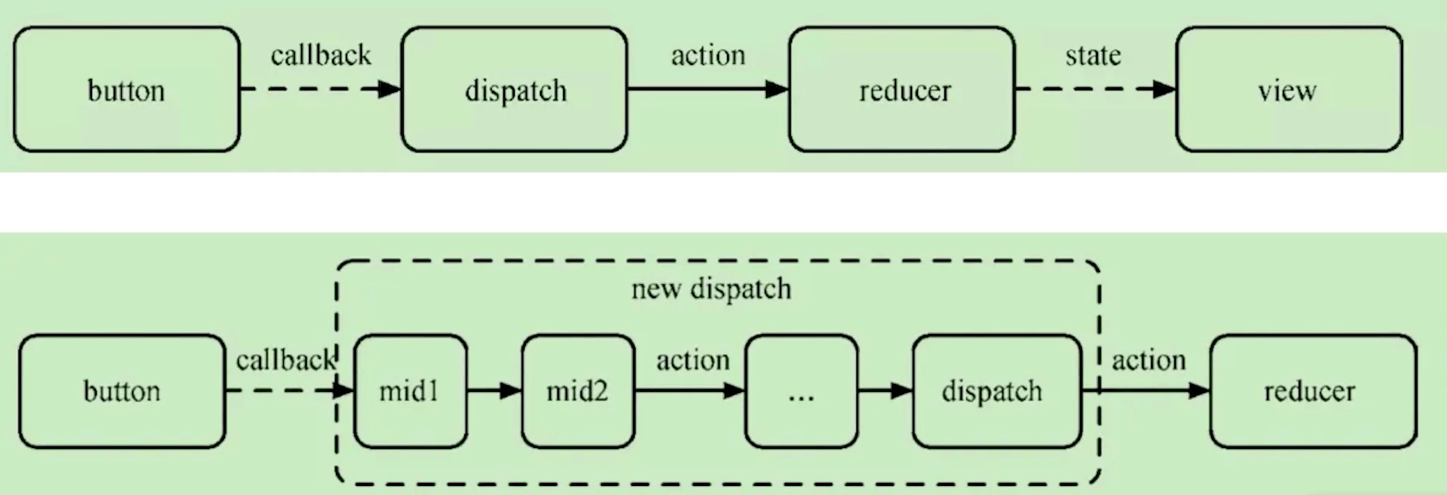 callback action state
button dispatch reducer view
new dispatch
callback action action
button mid1 mid2 ... dispatch reducer